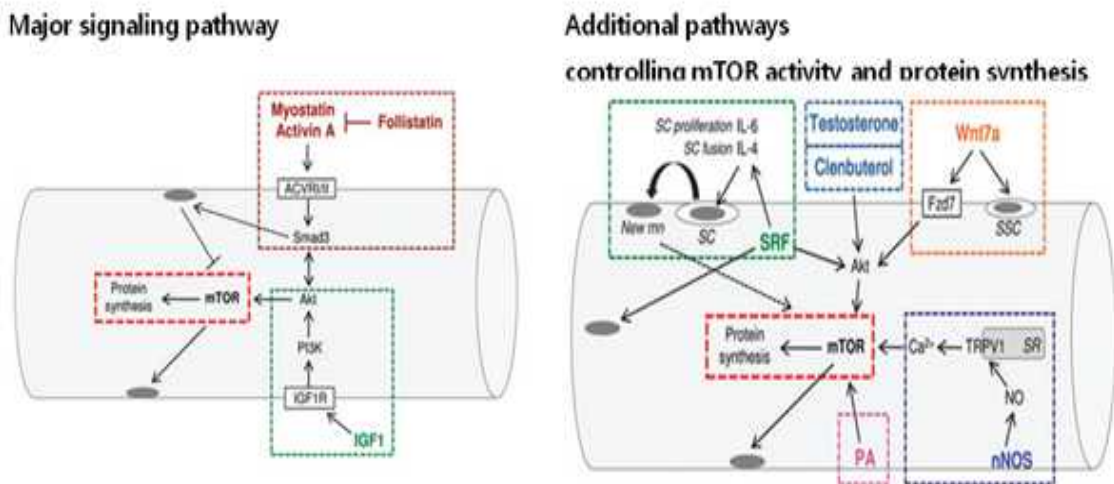 Major signaling pathway
Myostatin
Activin A
Follistatin
ACVRI/II
Smad3
Protein
synthesis
mTOR
Akt
PI3K
IGF1R
IGF1
Additional pathways
controlling mTOR activity and protein synthesis
SC proliferation IL-6
SC fusion IL-4
Testosterone
Clenbuterol
Wnt7a
Fzd7
New mn
SC
SRF
SSC
Akt
Protein
synthesis
mTOR
Ca²⁺
TRPV1
SR
NO
PA
nNOS